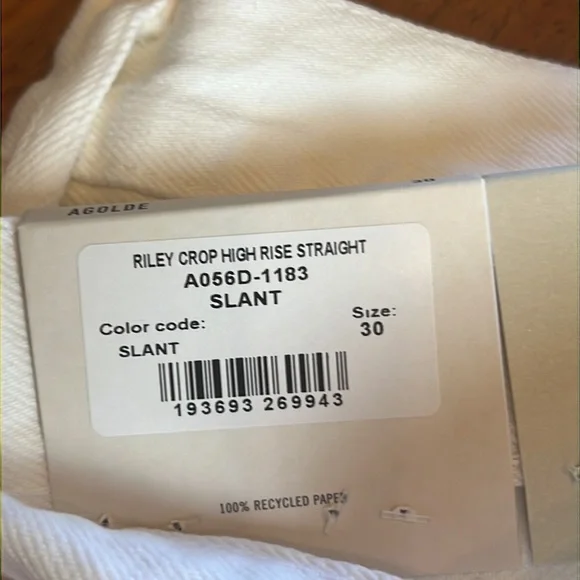 AGOLDE 30
RILEY CROP HIGH RISE STRAIGHT
A056D-1183
SLANT
Color code: Size:
SLANT 30
193693 269943
100% RECYCLED PAPER